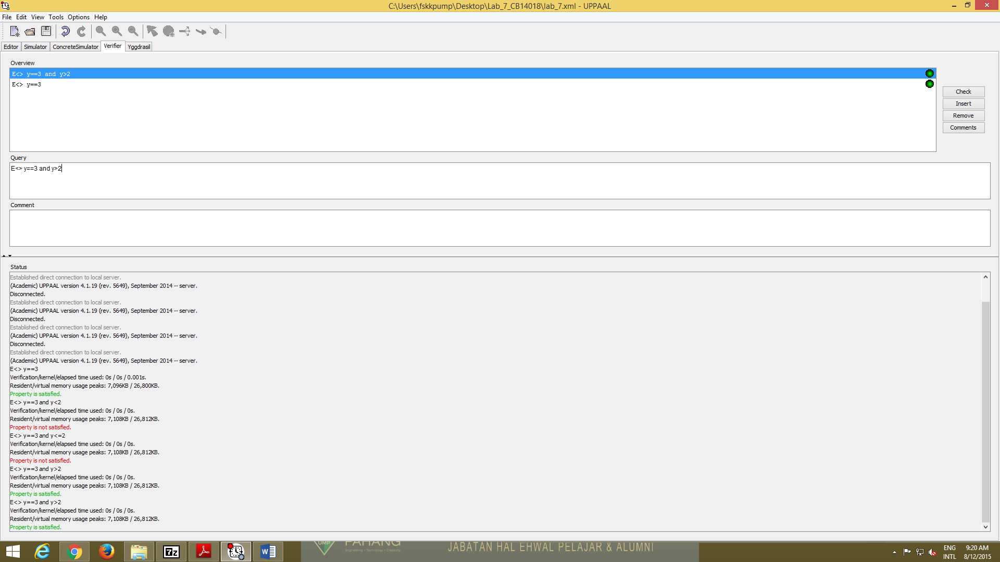 C:\Users\fskkpump\Desktop\Lab_7_CB14018\lab_7.xml - UPPAAL
File Edit View Tools Options Help
Editor Simulator ConcreteSimulator Verifier Yggdrasil
Overview
E<> y==3 and y>2
E<> y==3
Check
Insert
Remove
Comments
Query
E<> y==3 and y>2
Comment
Status
Established direct connection to local server.
(Academic) UPPAAL version 4.1.19 (rev. 5649), September 2014 -- server.
Disconnected.
Established direct connection to local server.
(Academic) UPPAAL version 4.1.19 (rev. 5649), September 2014 -- server.
Disconnected.
Established direct connection to local server.
(Academic) UPPAAL version 4.1.19 (rev. 5649), September 2014 -- server.
Disconnected.
Established direct connection to local server.
(Academic) UPPAAL version 4.1.19 (rev. 5649), September 2014 -- server.
E<> y==3
Verification/kernel/elapsed time used: 0s / 0s / 0.001s.
Resident/virtual memory usage peaks: 7,096KB / 26,800KB.
Property is satisfied.
E<> y==3 and y<2
Verification/kernel/elapsed time used: 0s / 0s / 0s.
Resident/virtual memory usage peaks: 7,108KB / 26,812KB.
Property is not satisfied.
E<> y==3 and y<=2
Verification/kernel/elapsed time used: 0s / 0s / 0s.
Resident/virtual memory usage peaks: 7,108KB / 26,812KB.
Property is not satisfied.
E<> y==3 and y>2
Verification/kernel/elapsed time used: 0s / 0s / 0s.
Resident/virtual memory usage peaks: 7,108KB / 26,812KB.
Property is satisfied.
E<> y==3 and y>2
Verification/kernel/elapsed time used: 0s / 0s / 0s.
Resident/virtual memory usage peaks: 7,108KB / 26,812KB.
Property is satisfied.
7z
UMP
PAHANG
Engineering • Technology • Creativity
JABATAN HAL EHWAL PELAJAR & ALUMNI
ENG
INTL
9:20 AM
8/12/2015